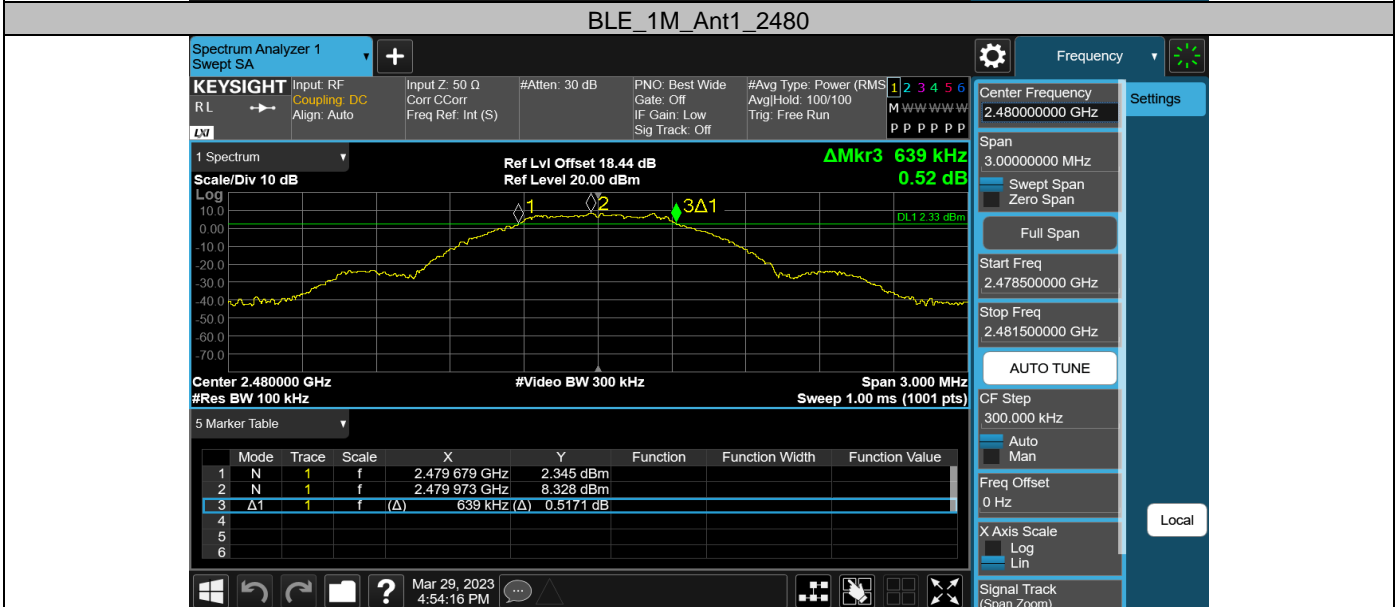 BLE_1M_Ant1_2480
Spectrum Analyzer 1
Swept SA
+
Frequency
KEYSIGHT
R L
LXI
Input: RF
Coupling: DC
Align: Auto
Input Z: 50 Ω
Corr CCorr
Freq Ref: Int (S)
#Atten: 30 dB
PNO: Best Wide
Gate: Off
IF Gain: Low
Sig Track: Off
#Avg Type: Power (RMS
Avg|Hold: 100/100
Trig: Free Run
1 2 3 4 5 6
M W W W W W
P P P P P P
1 Spectrum
Scale/Div 10 dB
Ref Lvl Offset 18.44 dB
Ref Level 20.00 dBm
ΔMkr3 639 kHz
0.52 dB
Log
10.0
0.00
-10.0
-20.0
-30.0
-40.0
-50.0
-60.0
-70.0
1
2
3Δ1
DL1 2.33 dBm
Center 2.480000 GHz
#Video BW 300 kHz
Span 3.000 MHz
#Res BW 100 kHz
Sweep 1.00 ms (1001 pts)
5 Marker Table
Mode Trace Scale X Y Function Function Width Function Value
1 N 1 f 2.479 679 GHz 2.345 dBm
2 N 1 f 2.479 973 GHz 8.328 dBm
3 Δ1 1 f (Δ) 639 kHz (Δ) 0.5171 dB
4
5
6
?
Mar 29, 2023
4:54:16 PM
Center Frequency
2.480000000 GHz
Settings
Span
3.00000000 MHz
Swept Span
Zero Span
Full Span
Start Freq
2.478500000 GHz
Stop Freq
2.481500000 GHz
AUTO TUNE
CF Step
300.000 kHz
Auto
Man
Freq Offset
0 Hz
Local
X Axis Scale
Log
Lin
Signal Track
(Span Zoom)